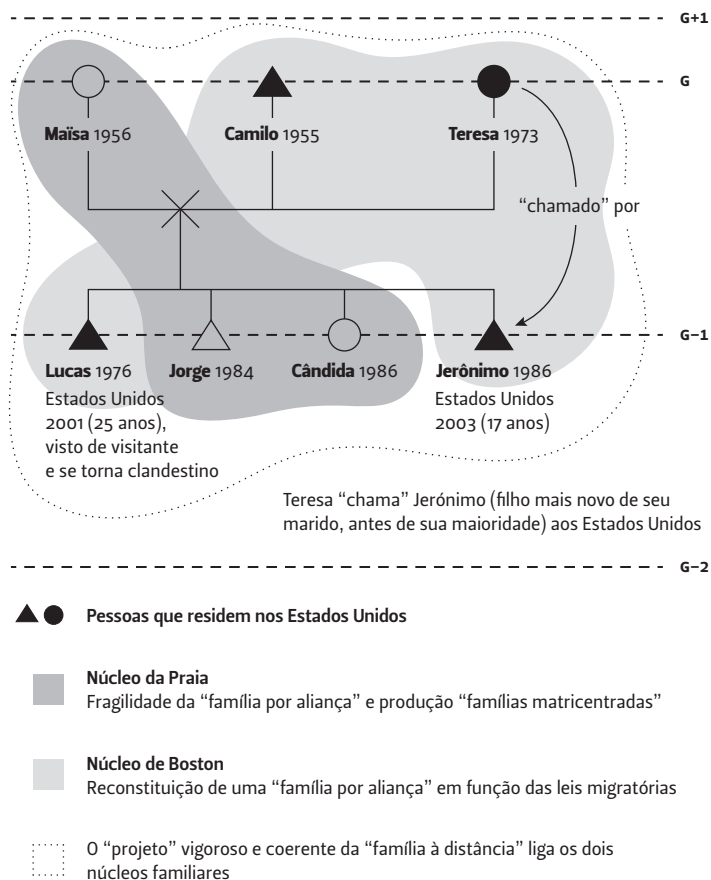 G+1
G
Maïsa 1956
Camilo 1955
Teresa 1973
“chamado” por
G–1
Lucas 1976
Estados Unidos
2001 (25 anos),
visto de visitante
e se torna clandestino
Jorge 1984
Cândida 1986
Jerônimo 1986
Estados Unidos
2003 (17 anos)
Teresa “chama” Jerónimo (filho mais novo de seu
marido, antes de sua maioridade) aos Estados Unidos
G–2
Pessoas que residem nos Estados Unidos
Núcleo da Praia
Fragilidade da “família por aliança” e produção “famílias matricentradas”
Núcleo de Boston
Reconstituição de uma “família por aliança” em função das leis migratórias
O “projeto” vigoroso e coerente da “família à distância” liga os dois
núcleos familiares